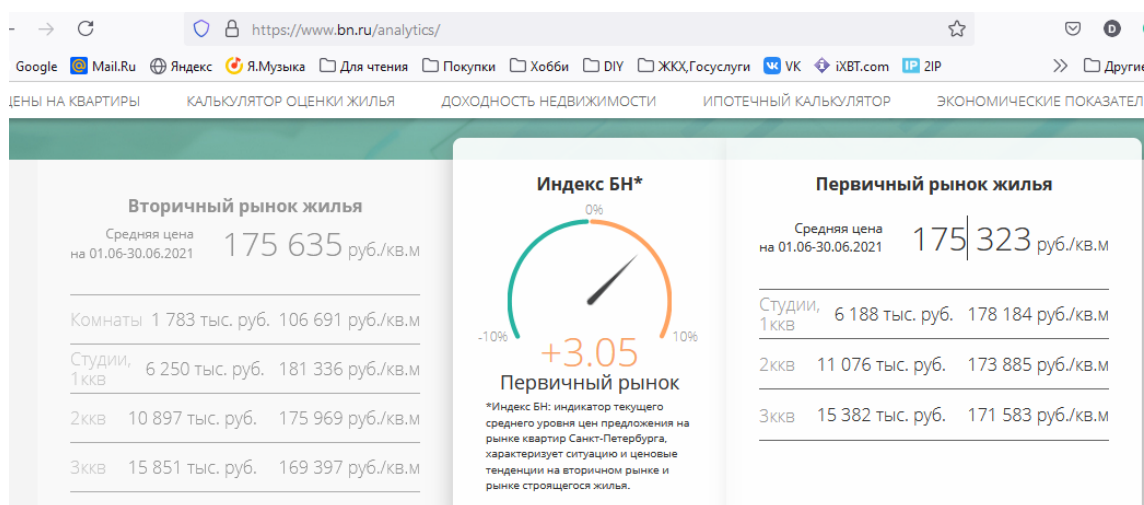 https://www.bn.ru/analytics/
D
Google Mail.Ru Яндекс Я.Музыка Для чтения Покупки Хобби DIY ЖКХ,Госуслуги VK iXBT.com 2IP
НА КВАРТИРЫ КАЛЬКУЛЯТОР ОЦЕНКИ ЖИЛЬЯ ДОХОДНОСТЬ НЕДВИЖИМОСТИ ИПОТЕЧНЫЙ КАЛЬКУЛЯТОР ЭКОНОМИЧЕСКИЕ
Вторичный рынок жилья
Средняя цена
на 01.06-30.06.2021
175 635 руб./кв.м
Комнаты 1 783 тыс. руб. 106 691 руб./кв.м
Студии,
1ккв
6 250 тыс. руб. 181 336 руб./кв.м
2ккв 10 897 тыс. руб. 175 969 руб./кв.м
3ккв 15 851 тыс. руб. 169 397 руб./кв.м
Индекс БН*
0%
-10%
10%
+3.05
Первичный рынок
*Индекс БН: индикатор текущего
среднего уровня цен предложения на
рынке квартир Санкт-Петербурга,
характеризует ситуацию и ценовые
тенденции на вторичном рынке и
рынке строящегося жилья.
Первичный рынок жилья
Средняя цена
на 01.06-30.06.2021
175 323 руб./кв.м
Студии,
1ккв
6 188 тыс. руб. 178 184 руб./кв.м
2ккв 11 076 тыс. руб. 173 885 руб./кв.м
3ккв 15 382 тыс. руб. 171 583 руб./кв.м